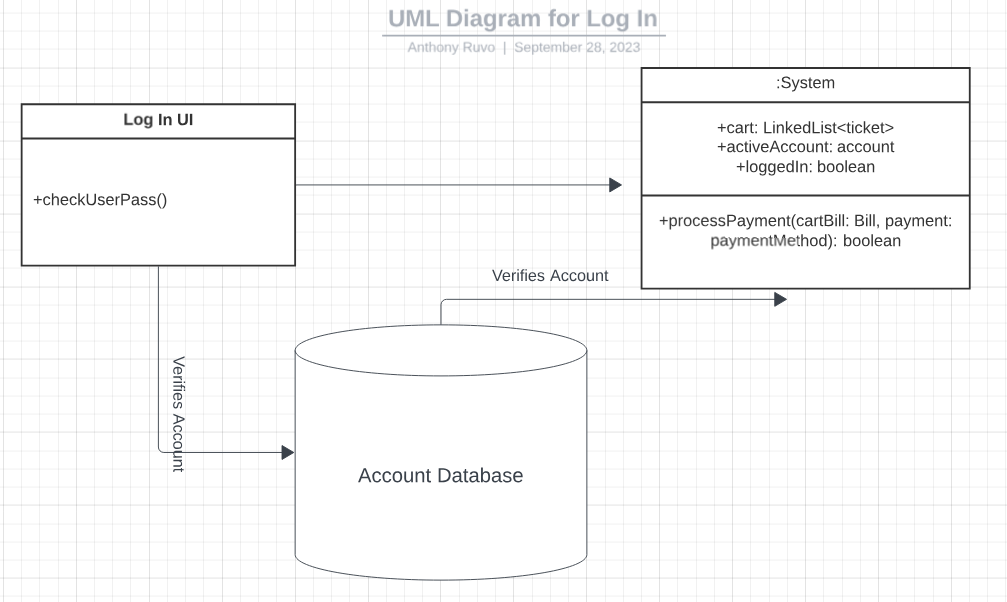 UML Diagram for Log In
Anthony Ruvo | September 28, 2023
Log In UI
+checkUserPass()
:System
+cart: LinkedList<ticket>
+activeAccount: account
+loggedIn: boolean
+processPayment(cartBill: Bill, payment:
paymentMethod): boolean
Verifies Account
Verifies Account
Account Database